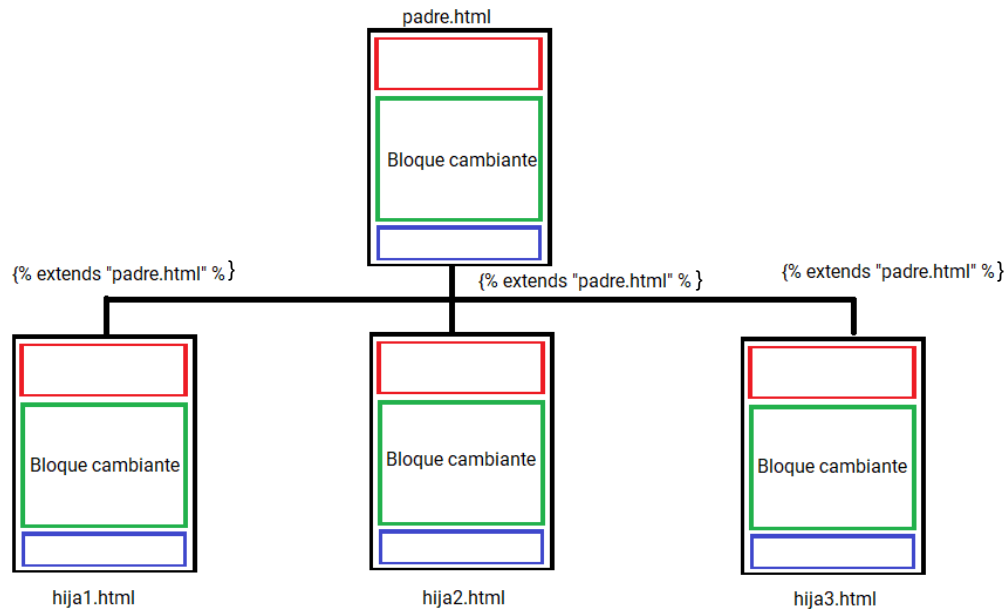 padre.html
Bloque cambiante
{% extends "padre.html" %}
{% extends "padre.html" %}
{% extends "padre.html" %}
Bloque cambiante
Bloque cambiante
Bloque cambiante
hija1.html
hija2.html
hija3.html